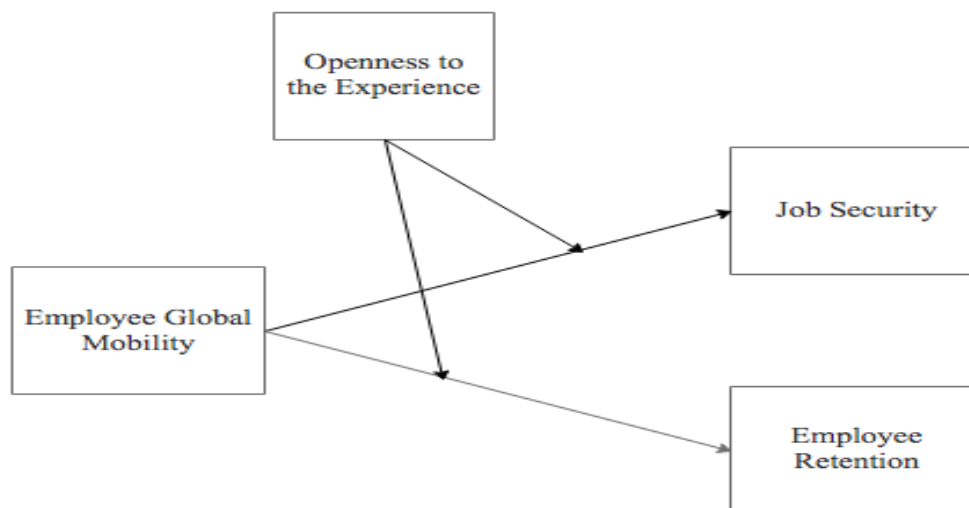 Openness to
the Experience
Job Security
Employee Global
Mobility
Employee
Retention